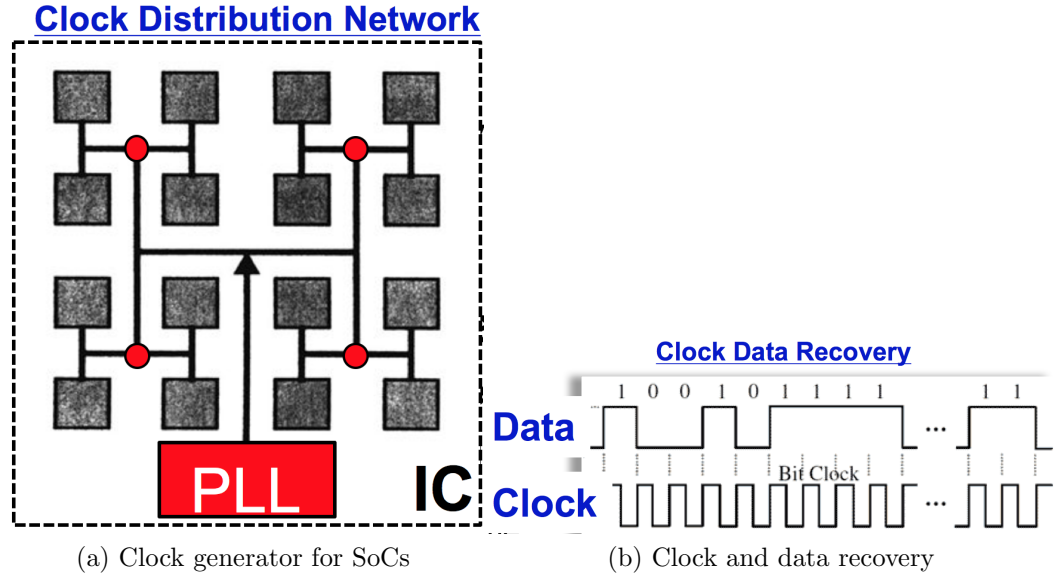 Clock Distribution Network
PLL
IC
(a) Clock generator for SoCs
Clock Data Recovery
1 0 0 1 0 1 1 1 1 1 1
Data
...
Bit Clock
Clock
...
(b) Clock and data recovery